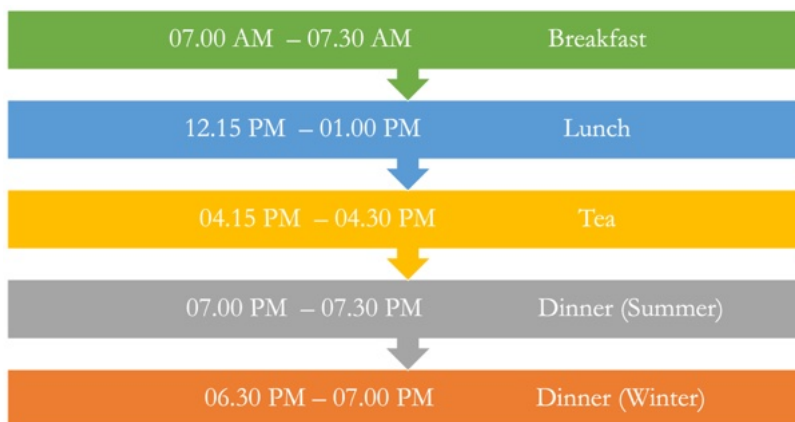 07.00 AM – 07.30 AM Breakfast
12.15 PM – 01.00 PM Lunch
04.15 PM – 04.30 PM Tea
07.00 PM – 07.30 PM Dinner (Summer)
06.30 PM – 07.00 PM Dinner (Winter)